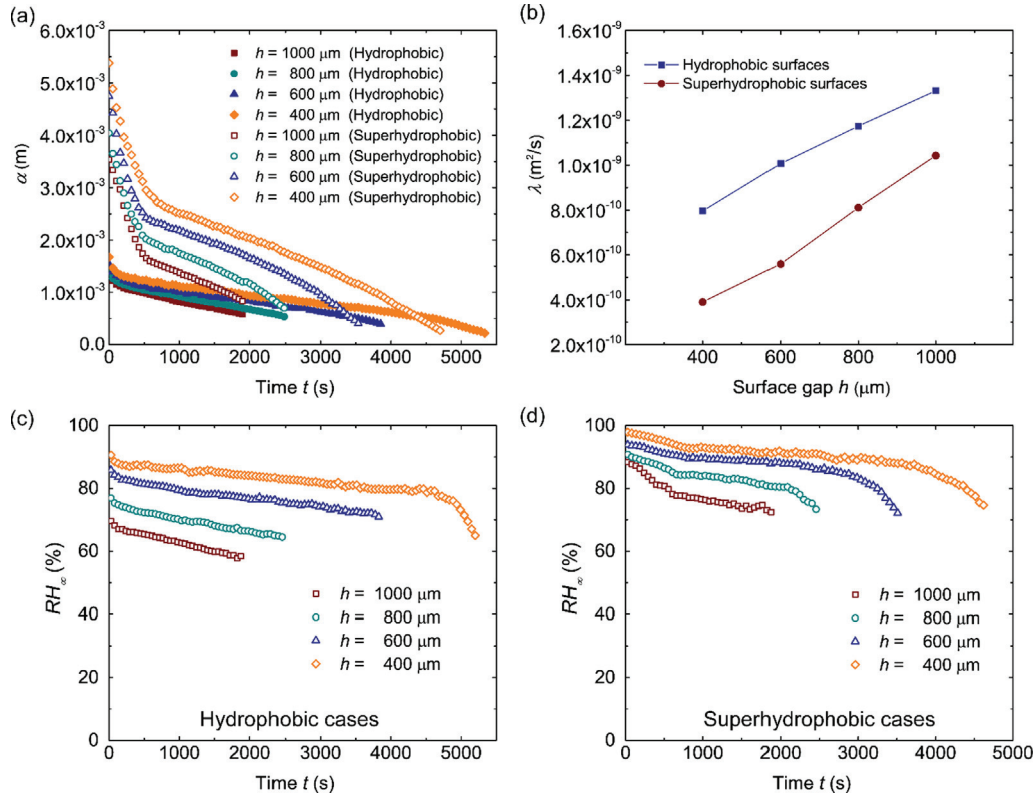 (a)
6.0x10⁻³
5.0x10⁻³
4.0x10⁻³
3.0x10⁻³
2.0x10⁻³
1.0x10⁻³
0.0
α (m)
h = 1000 μm (Hydrophobic)
h = 800 μm (Hydrophobic)
h = 600 μm (Hydrophobic)
h = 400 μm (Hydrophobic)
h = 1000 μm (Superhydrophobic)
h = 800 μm (Superhydrophobic)
h = 600 μm (Superhydrophobic)
h = 400 μm (Superhydrophobic)
0 1000 2000 3000 4000 5000
Time t (s)
(b)
1.6x10⁻⁹
1.4x10⁻⁹
1.2x10⁻⁹
1.0x10⁻⁹
8.0x10⁻¹⁰
6.0x10⁻¹⁰
4.0x10⁻¹⁰
2.0x10⁻¹⁰
λ (m²/s)
Hydrophobic surfaces
Superhydrophobic surfaces
400 600 800 1000
Surface gap h (μm)
(c)
100
80
60
40
20
0
RH∞ (%)
h = 1000 μm
h = 800 μm
h = 600 μm
h = 400 μm
Hydrophobic cases
0 1000 2000 3000 4000 5000
Time t (s)
(d)
100
80
60
40
20
0
RH∞ (%)
h = 1000 μm
h = 800 μm
h = 600 μm
h = 400 μm
Superhydrophobic cases
0 1000 2000 3000 4000 5000
Time t (s)